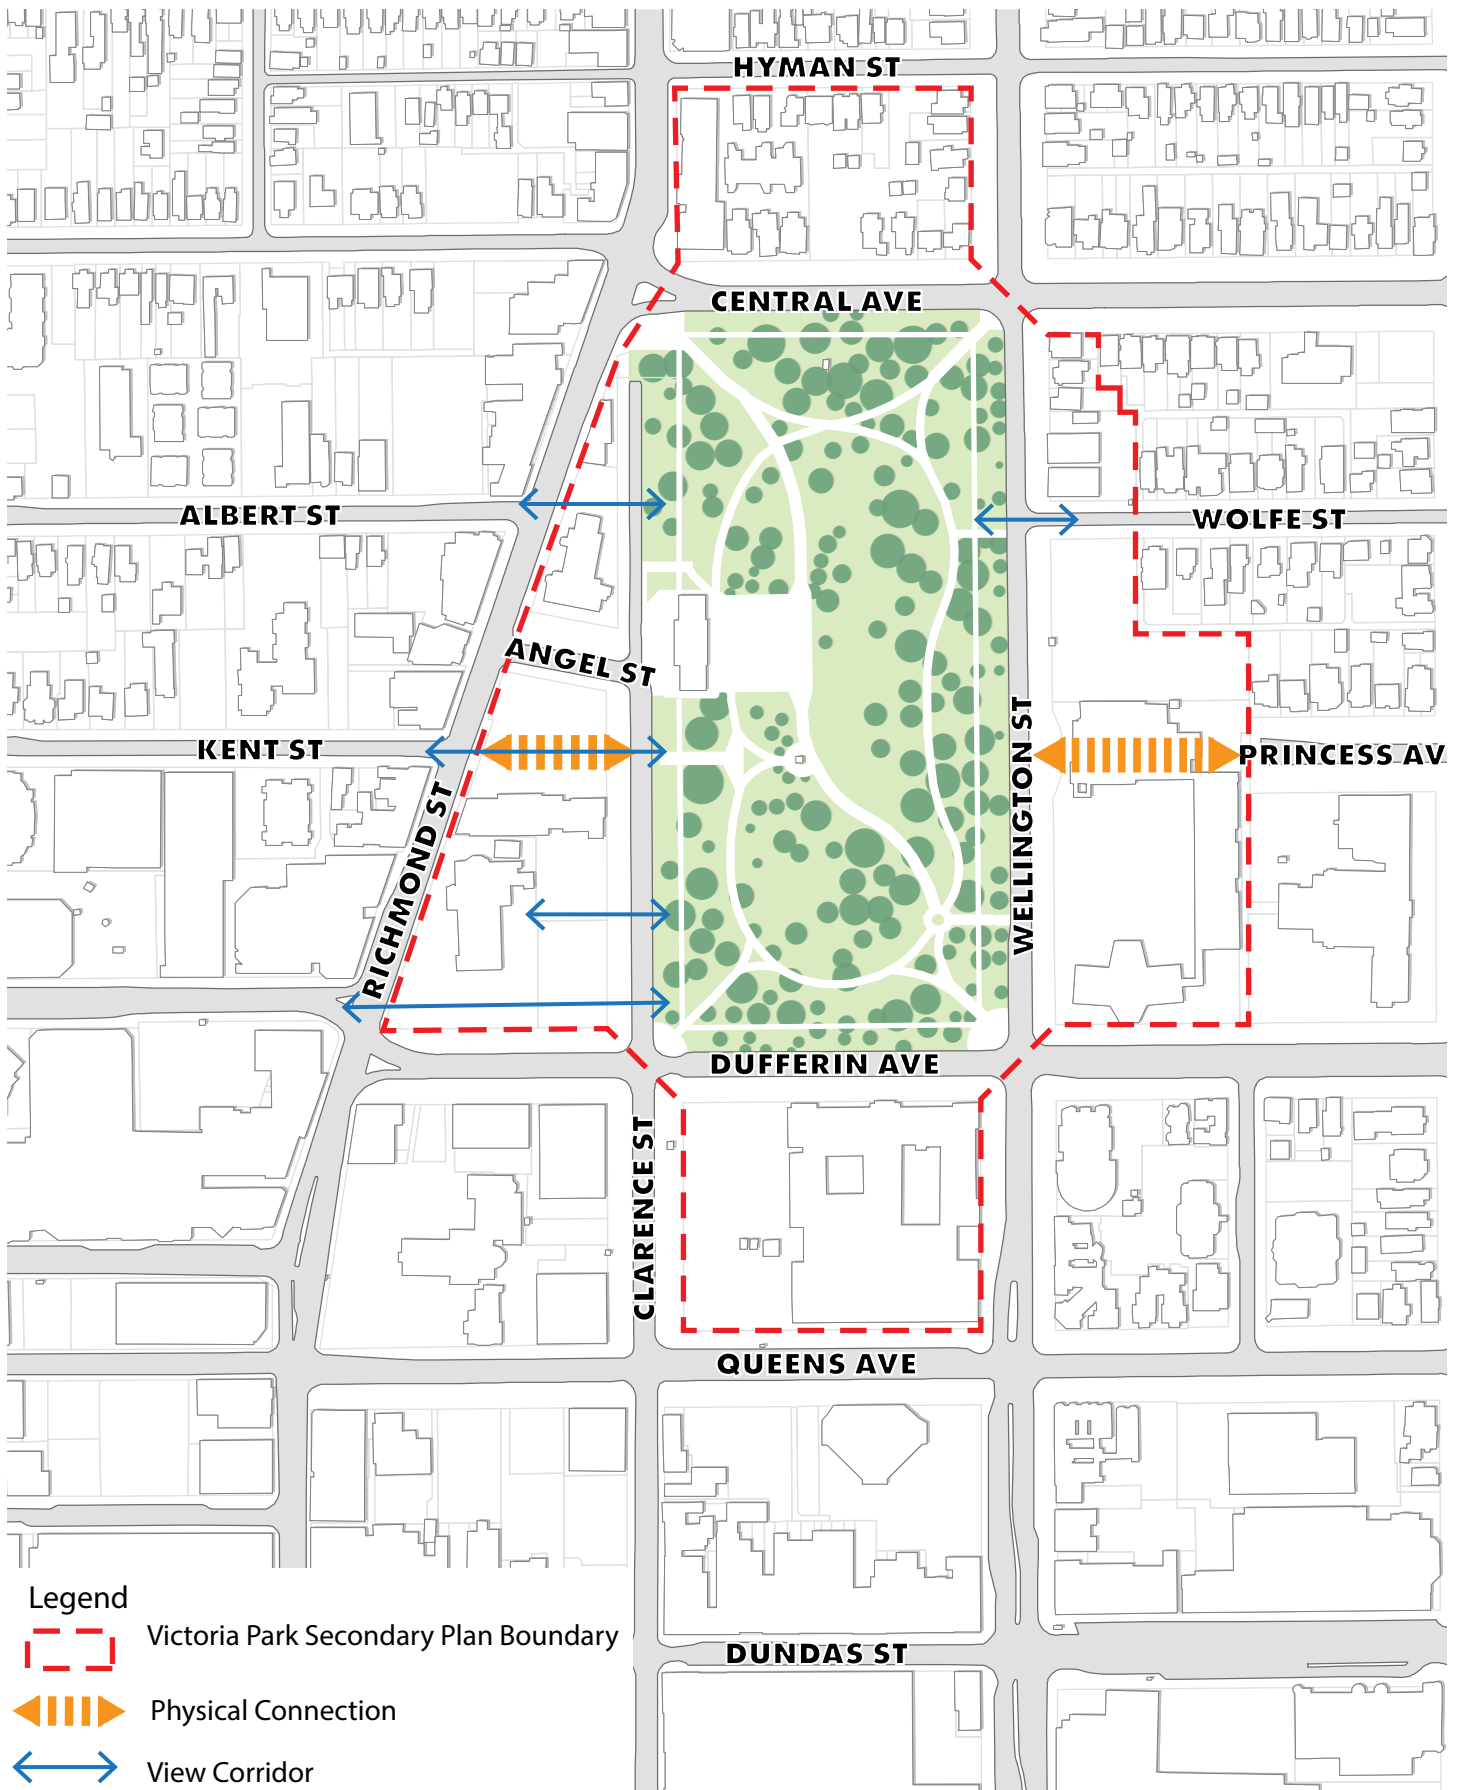 HYMAN ST
CENTRAL AVE
ALBERT ST
WOLFE ST
ANGEL ST
KENT ST
PRINCESS AV
RICHMOND ST
WELLINGTON ST
DUFFERIN AVE
CLARENCE ST
QUEENS AVE
DUNDAS ST
Legend
Victoria Park Secondary Plan Boundary
Physical Connection
View Corridor